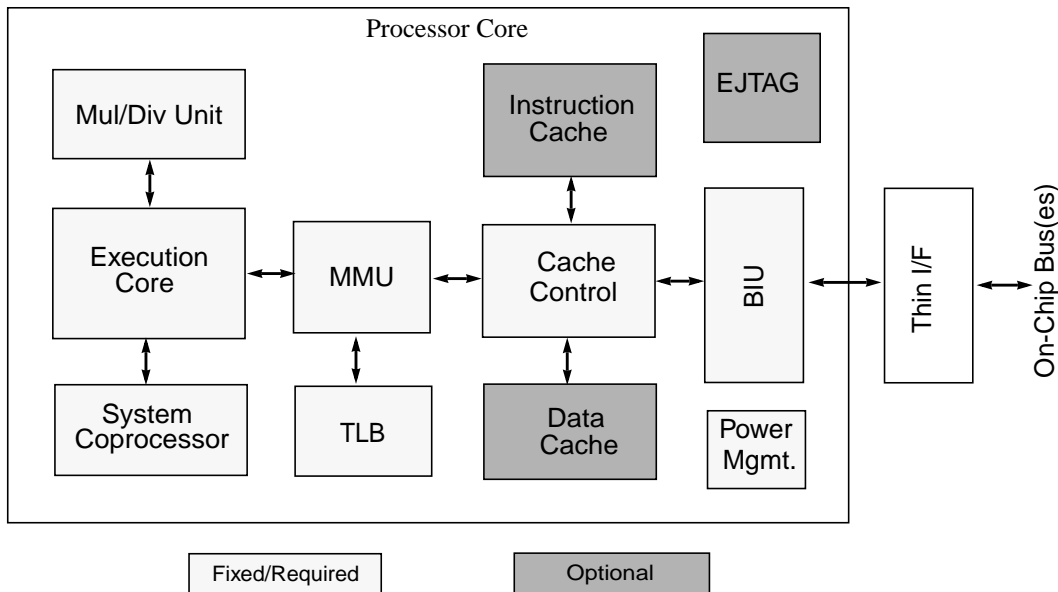 Processor Core
Mul/Div Unit
Instruction
Cache
EJTAG
Execution
Core
MMU
Cache
Control
BIU
Thin I/F
On-Chip Bus(es)
System
Coprocessor
TLB
Data
Cache
Power
Mgmt.
Fixed/Required
Optional